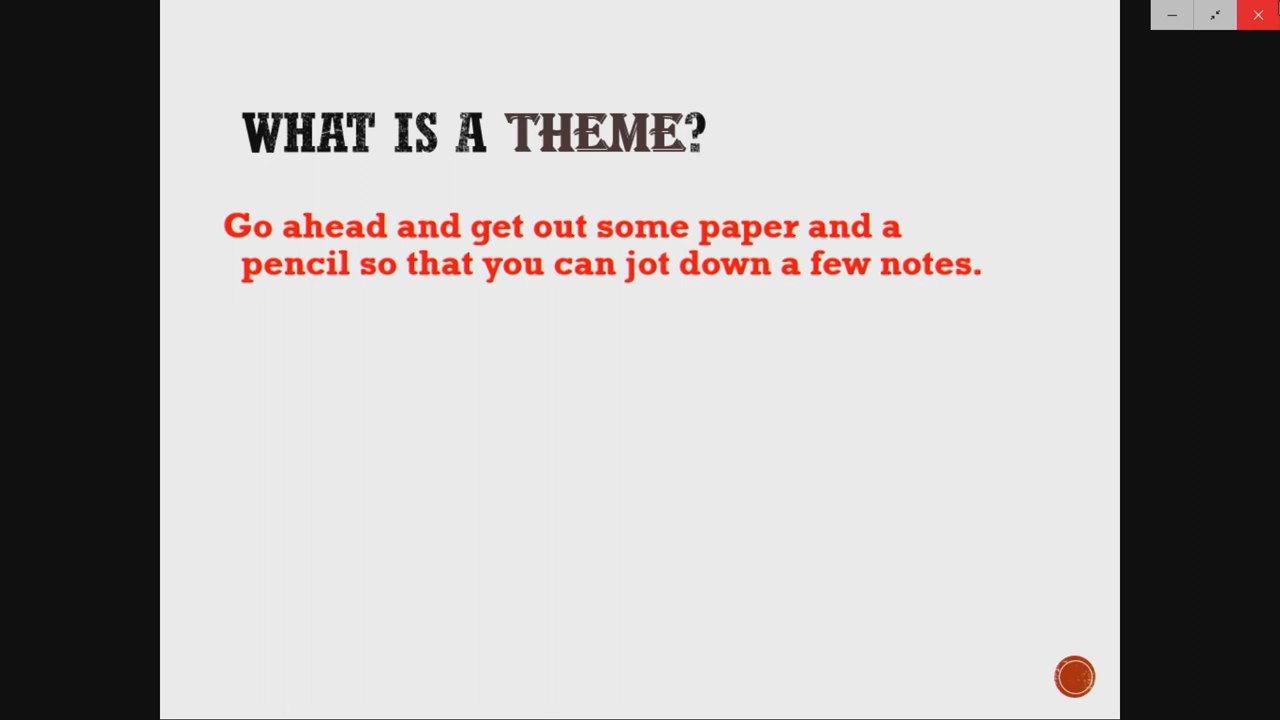 WHAT IS A THEME?
Go ahead and get out some paper and a
pencil so that you can jot down a few notes.